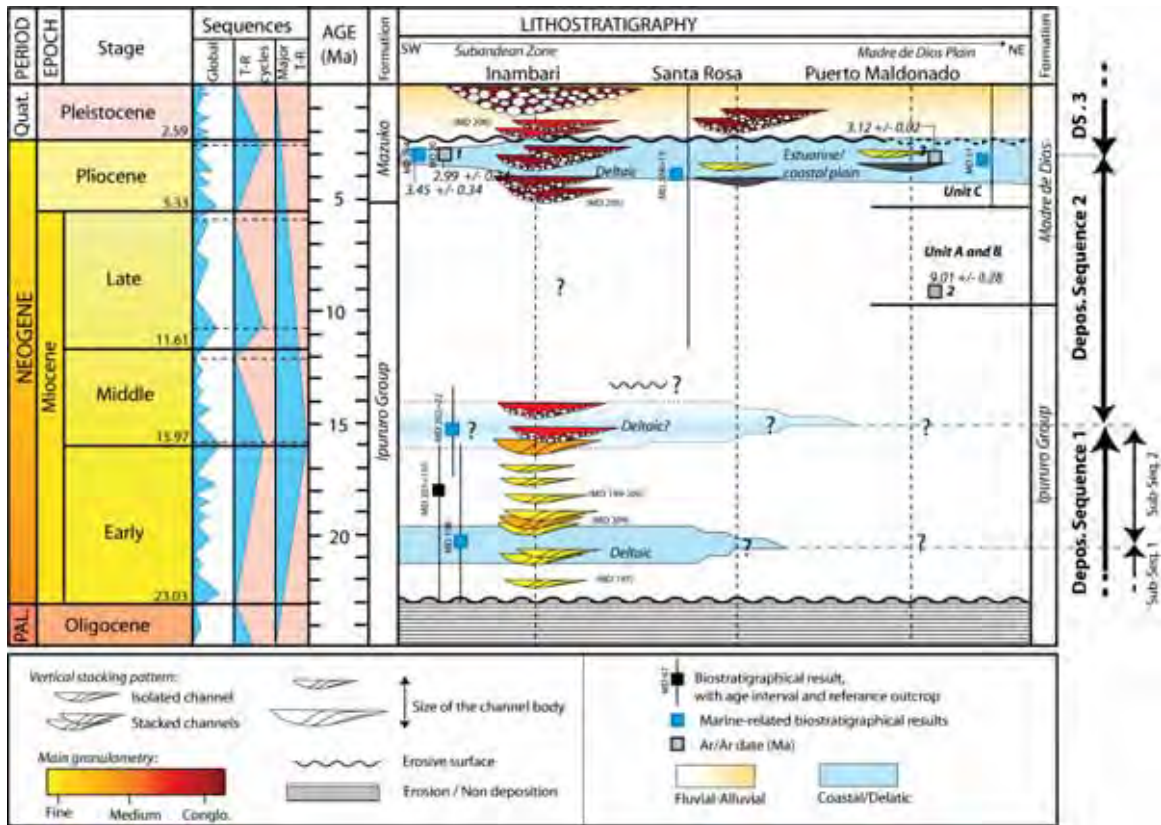 PERIOD
EPOCH
Stage
Sequences
Global
T-R
cycles
Major
T-R
AGE
(Ma)
Formation
LITHOSTRATIGRAPHY
SW
Subandean Zone
Madre de Dios Plain
NE
Inambari
Santa Rosa
Puerto Maldonado
Formation
Quat.
Pleistocene
2.59
Pliocene
5.33
NEOGENE
Miocene
Late
11.61
Middle
15.97
Early
23.03
PAL.
Oligocene
5
10
15
20
Mazuko
Ipururo Group
1
2.99 +/-
3.45 +/- 0.34
Deltaic
3.12 +/- 0.02
Estuarine/
coastal plain
Unit C
Unit A and B
9.01 +/- 0.28
2
?
?
?
Deltaic?
?
?
Deltaic
?
?
Madre de Dios
Ipururo Group
DS. 3
Depos. Sequence 2
Depos. Sequence 1
Sub-Seq. 2
Sub-Seq. 1
Vertical stacking pattern:
Isolated channel
Stacked channels
Size of the channel body
Main granulometry:
Fine
Medium
Conglo.
Erosive surface
Erosion / Non deposition
Biostratigraphical result,
with age interval and referance outcrop
Marine-related biostratigraphical results
Ar/Ar date (Ma)
Fluvial-Alluvial
Coastal/Delatic